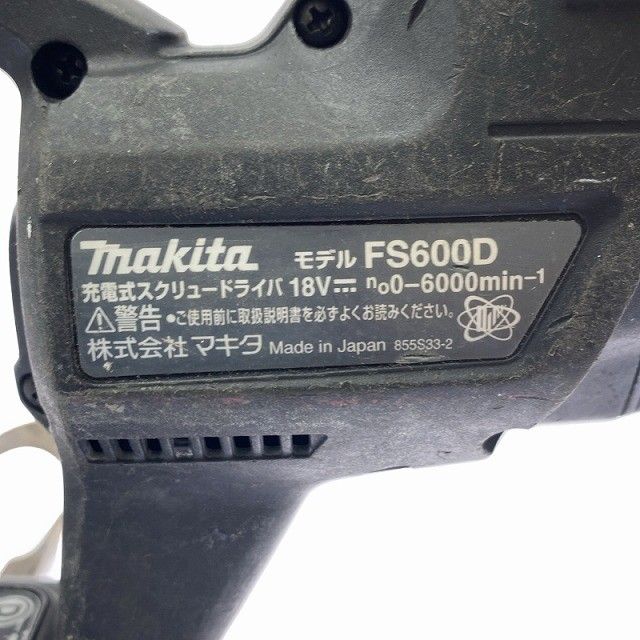 makita モデル FS600D
充電式スクリュードライバ 18V⎓ n₀0-6000min⁻¹
⚠警告・ご使用前に取扱説明書を必ずよくお読みください。
株式会社 マキタ Made in Japan 855S33-2